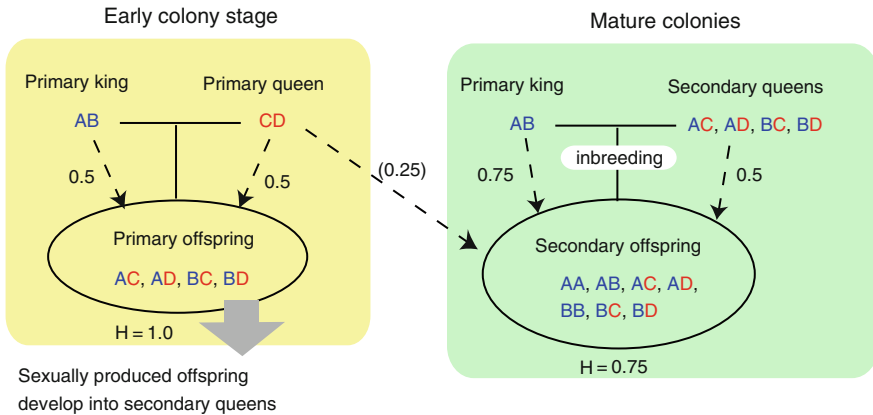 Early colony stage
Primary king
Primary queen
AB
CD
0.5
0.5
(0.25)
Primary offspring
AC, AD, BC, BD
H = 1.0
Sexually produced offspring
develop into secondary queens
Mature colonies
Primary king
Secondary queens
AB
AC, AD, BC, BD
inbreeding
0.75
0.5
Secondary offspring
AA, AB, AC, AD,
BB, BC, BD
H = 0.75